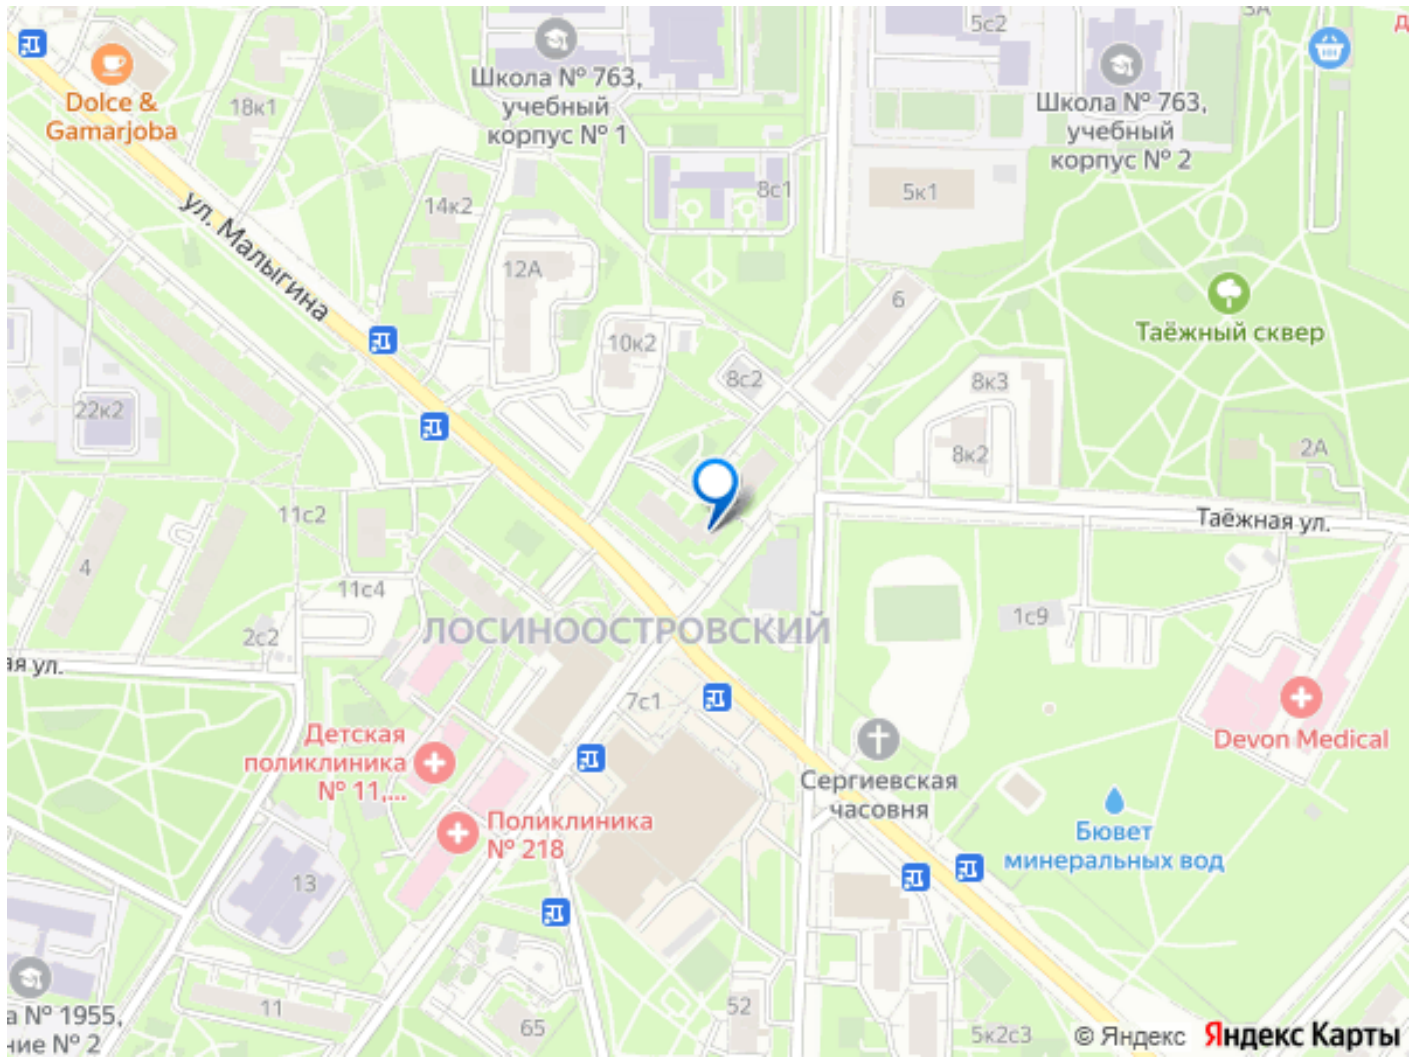 5с2
3А
Dolce &
Gamarjoba
18к1
Школа № 763,
учебный
корпус № 1
Школа № 763,
учебный
корпус № 2
8с1
5к1
14к2
ул. Малыгина
12А
6
10к2
8с2
Таёжный сквер
8к3
22к2
8к2
2А
11с2
Таёжная ул.
4
11с4
1с9
2с2
ЛОСИНООСТРОВСКИЙ
ул.
7с1
Детская
поликлиника
№ 11,...
Devon Medical
Сергиевская
часовня
Поликлиника
№ 218
Бювет
минеральных вод
13
11
№ 1955,
№ 2
65
52
5к2с3
© Яндекс Яндекс Карты